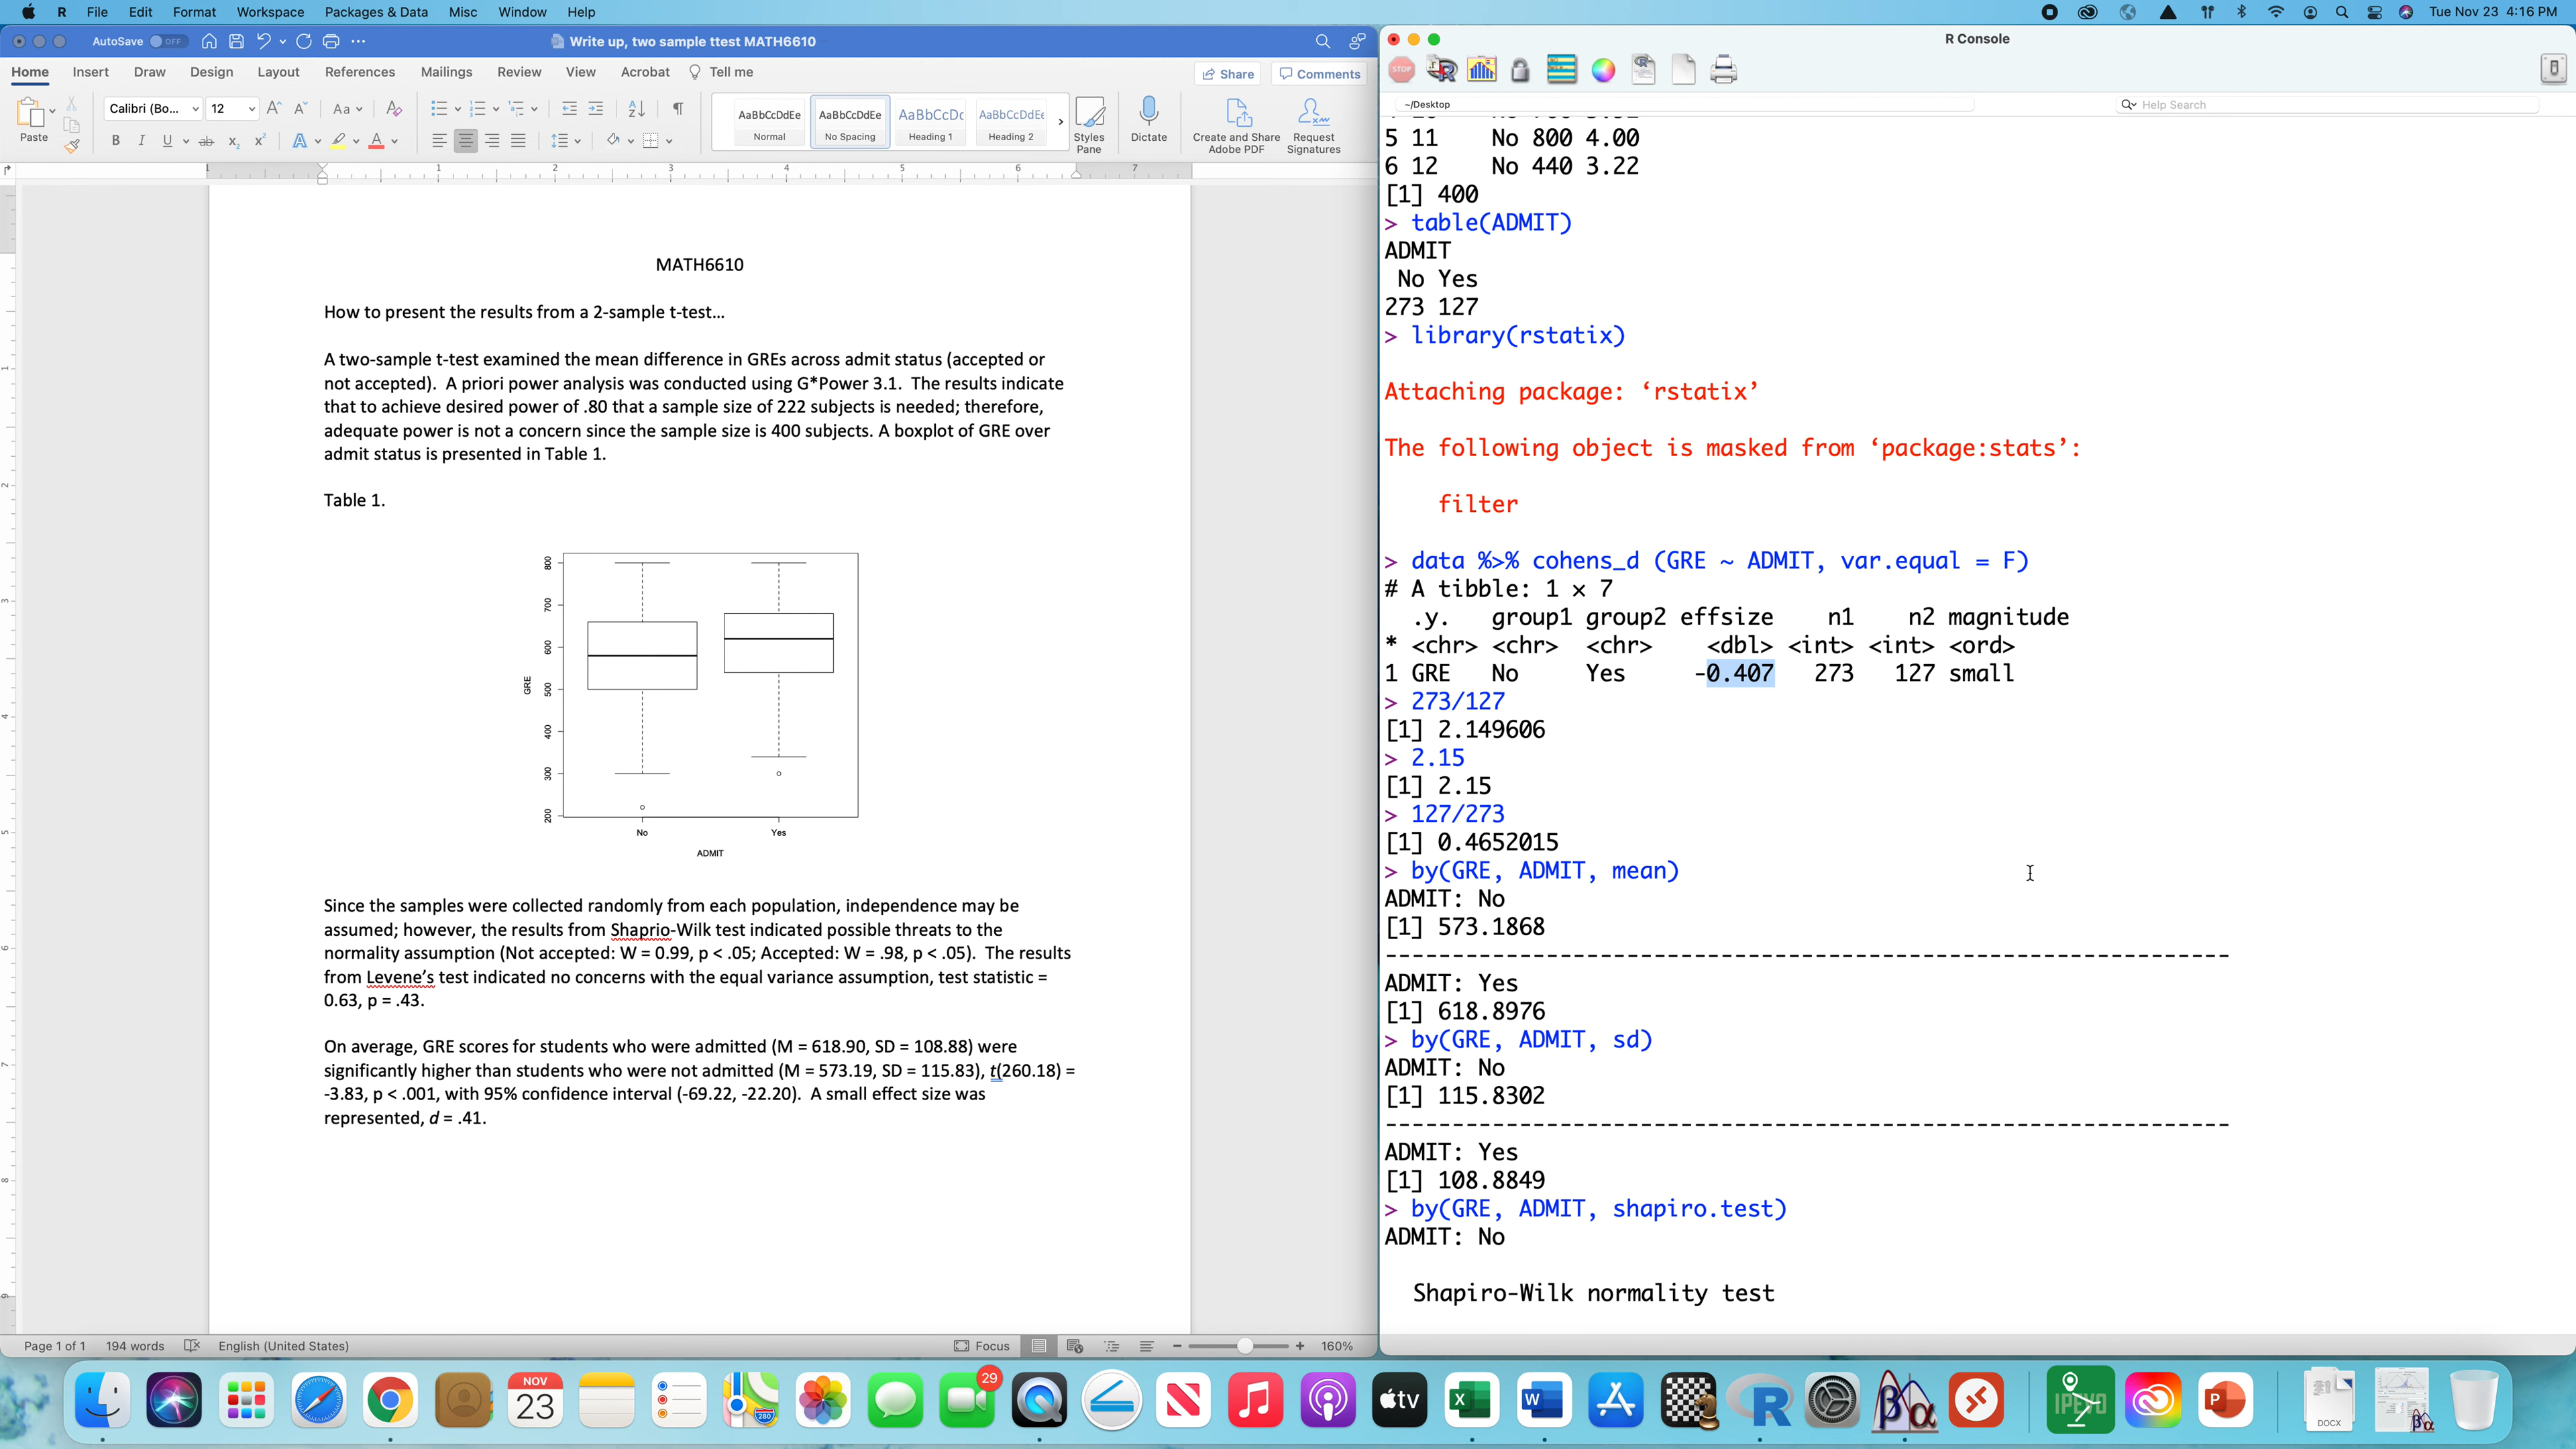 R File Edit Format Workspace Packages & Data Misc Window Help Tue Nov 23 4:16 PM
AutoSave OFF Write up, two sample ttest MATH6610
Home Insert Draw Design Layout References Mailings Review View Acrobat Tell me Share Comments
Calibri (Bo... 12 Aa
Paste
AaBbCcDdEe AaBbCcDdEe AaBbCcDc AaBbCcDdEe
Normal No Spacing Heading 1 Heading 2
Styles Pane
Dictate
Create and Share Adobe PDF
Request Signatures
1 1 2 3 4 5 6 7
MATH6610
How to present the results from a 2-sample t-test...
A two-sample t-test examined the mean difference in GREs across admit status (accepted or
not accepted). A priori power analysis was conducted using G*Power 3.1. The results indicate
that to achieve desired power of .80 that a sample size of 222 subjects is needed; therefore,
adequate power is not a concern since the sample size is 400 subjects. A boxplot of GRE over
admit status is presented in Table 1.
Table 1.
800
700
600
500
400
300
200
GRE
No Yes
ADMIT
Since the samples were collected randomly from each population, independence may be
assumed; however, the results from Shaprio-Wilk test indicated possible threats to the
normality assumption (Not accepted: W = 0.99, p < .05; Accepted: W = .98, p < .05). The results
from Levene's test indicated no concerns with the equal variance assumption, test statistic =
0.63, p = .43.
On average, GRE scores for students who were admitted (M = 618.90, SD = 108.88) were
significantly higher than students who were not admitted (M = 573.19, SD = 115.83), t(260.18) =
-3.83, p < .001, with 95% confidence interval (-69.22, -22.20). A small effect size was
represented, d = .41.
Page 1 of 1 194 words English (United States) Focus 160%
R Console
STOP
~/Desktop Help Search
5 11 No 800 4.00
6 12 No 440 3.22
[1] 400
> table(ADMIT)
ADMIT
No Yes
273 127
> library(rstatix)
Attaching package: ‘rstatix’
The following object is masked from ‘package:stats’:
filter
> data %>% cohens_d (GRE ~ ADMIT, var.equal = F)
# A tibble: 1 × 7
.y. group1 group2 effsize n1 n2 magnitude
* <chr> <chr> <chr> <dbl> <int> <int> <ord>
1 GRE No Yes -0.407 273 127 small
> 273/127
[1] 2.149606
> 2.15
[1] 2.15
> 127/273
[1] 0.4652015
> by(GRE, ADMIT, mean)
ADMIT: No
[1] 573.1868
------------------------------------------------------------------------
ADMIT: Yes
[1] 618.8976
> by(GRE, ADMIT, sd)
ADMIT: No
[1] 115.8302
------------------------------------------------------------------------
ADMIT: Yes
[1] 108.8849
> by(GRE, ADMIT, shapiro.test)
ADMIT: No
Shapiro-Wilk normality test
NOV
23
29
280
tv
X
W
R
βα
IPEVO
P
DOCX